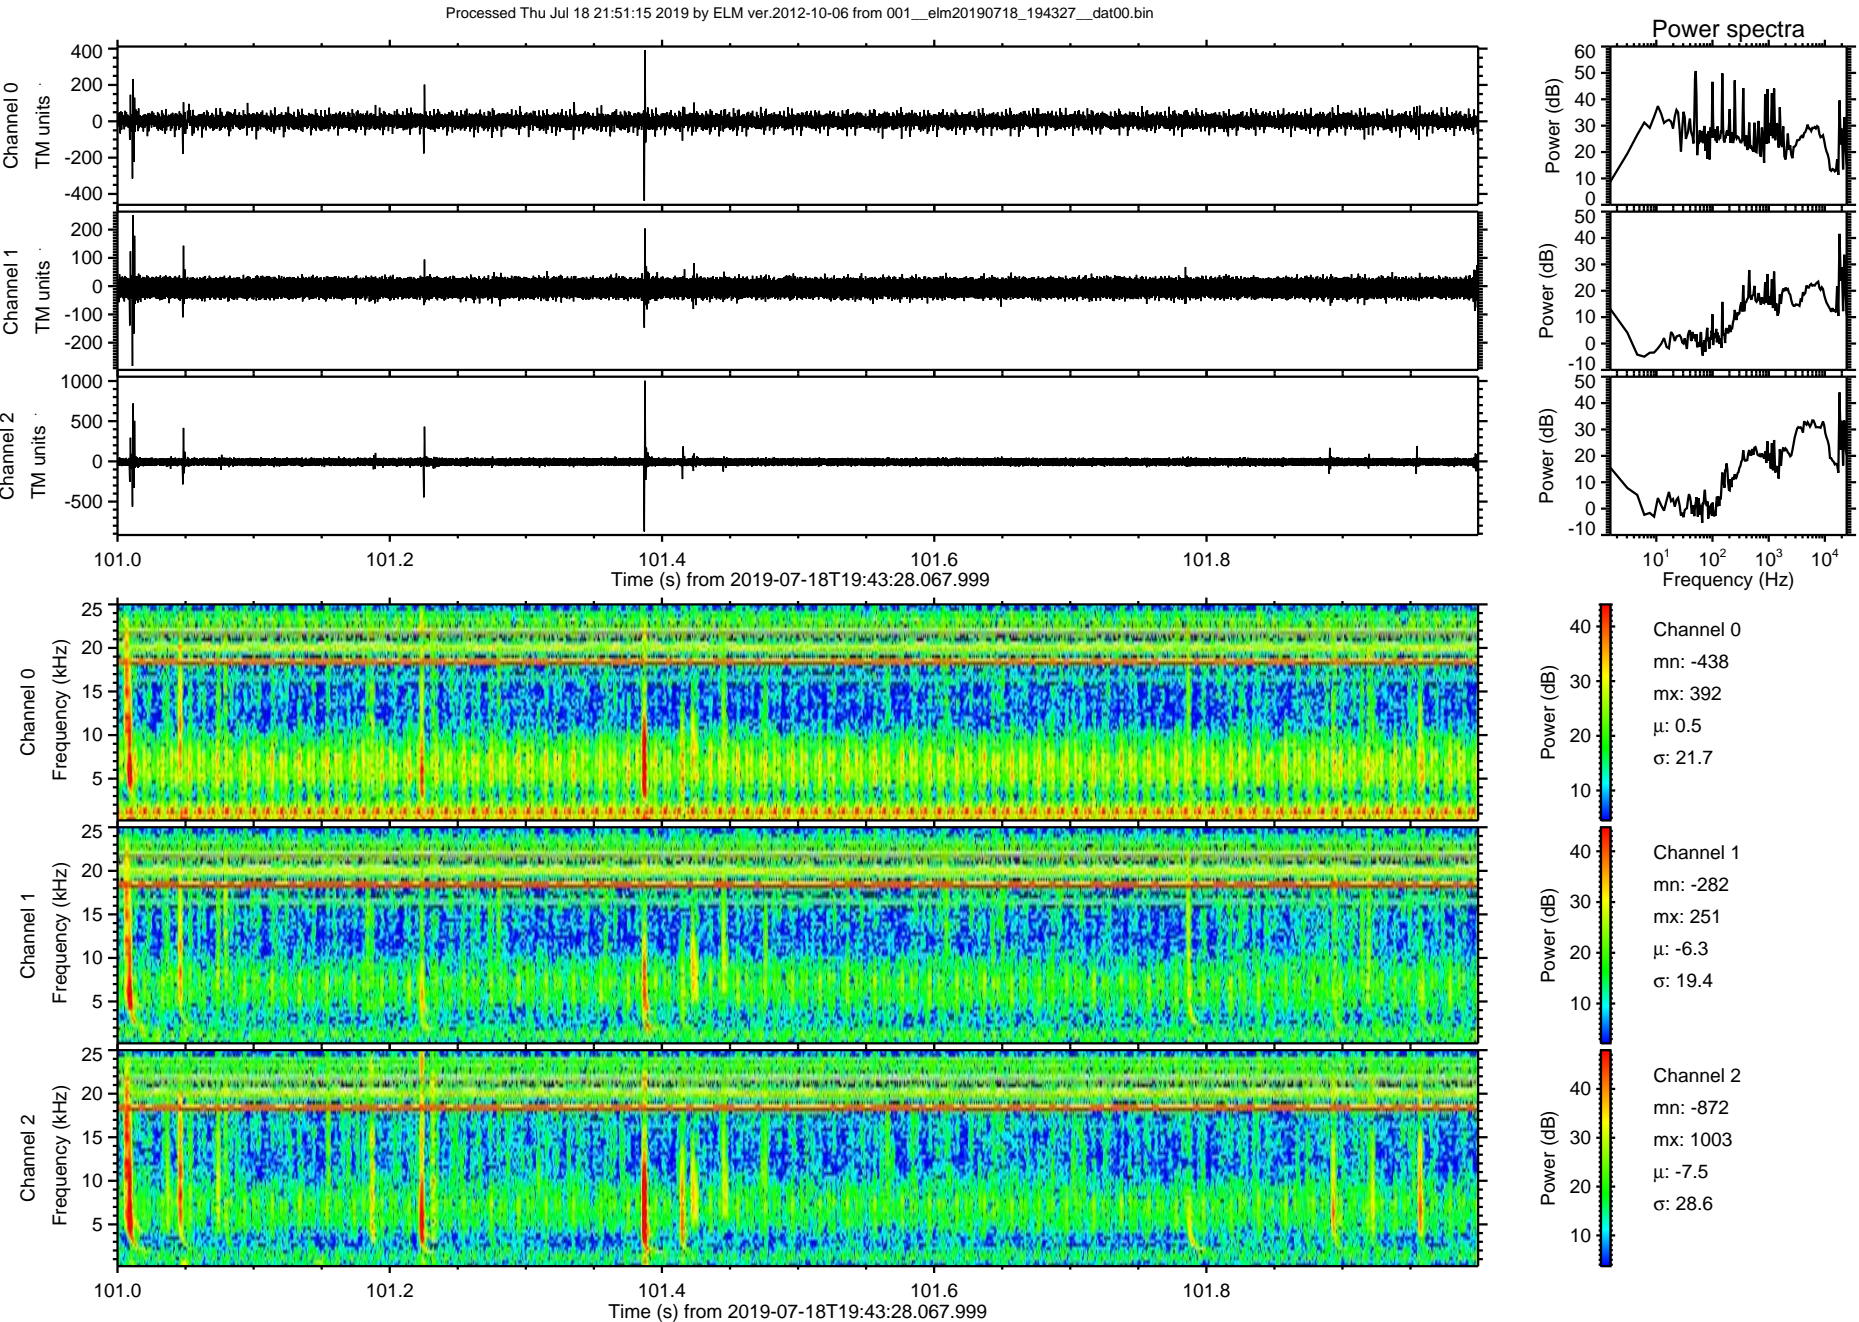 Processed Thu Jul 18 21:51:15 2019 by ELM ver.2012-10-06 from 001__elm20190718_194327__dat00.bin
Power spectra
Channel 0
TM units
400
200
0
-200
-400
Power (dB)
60
50
40
30
20
10
0
Channel 1
TM units
200
100
0
-100
-200
Power (dB)
50
40
30
20
10
0
-10
Channel 2
TM units
1000
500
0
-500
Power (dB)
50
40
30
20
10
0
-10
101.0 101.2 101.4 101.6 101.8
Time (s) from 2019-07-18T19:43:28.067.999
10¹ 10² 10³ 10⁴
Frequency (Hz)
Channel 0
Frequency (kHz)
25
20
15
10
5
Power (dB)
40
30
20
10
Channel 0
mn: -438
mx: 392
μ: 0.5
σ: 21.7
Channel 1
Frequency (kHz)
25
20
15
10
5
Power (dB)
40
30
20
10
Channel 1
mn: -282
mx: 251
μ: -6.3
σ: 19.4
Channel 2
Frequency (kHz)
25
20
15
10
5
Power (dB)
40
30
20
10
Channel 2
mn: -872
mx: 1003
μ: -7.5
σ: 28.6
101.0 101.2 101.4 101.6 101.8
Time (s) from 2019-07-18T19:43:28.067.999